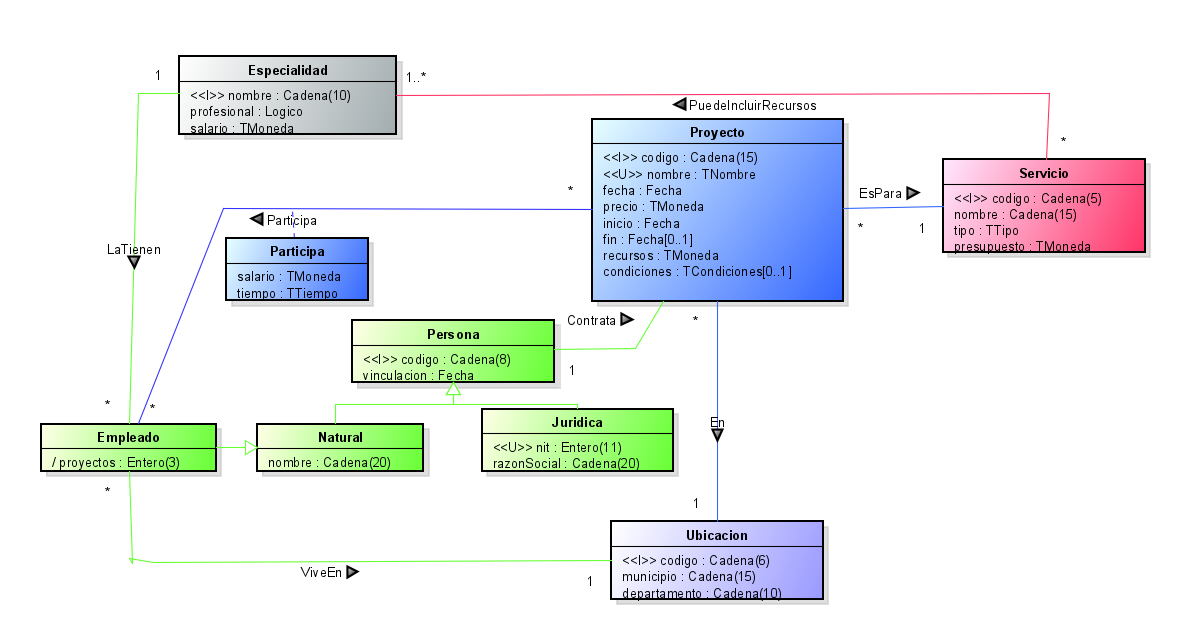 Especialidad
<<I>> nombre : Cadena(10)
profesional : Logico
salario : TMoneda
1
1..*
PuedeIncluirRecursos
*
Proyecto
<<I>> codigo : Cadena(15)
<<U>> nombre : TNombre
fecha : Fecha
precio : TMoneda
inicio : Fecha
fin : Fecha[0..1]
recursos : TMoneda
condiciones : TCondiciones[0..1]
Servicio
<<I>> codigo : Cadena(5)
nombre : Cadena(15)
tipo : TTipo
presupuesto : TMoneda
EsPara
*
1
*
Participa
LaTienen
Participa
salario : TMoneda
tiempo : TTiempo
Contrata
*
1
Persona
<<I>> codigo : Cadena(8)
vinculacion : Fecha
*
*
Empleado
/ proyectos : Entero(3)
Natural
nombre : Cadena(20)
Juridica
<<U>> nit : Entero(11)
razonSocial : Cadena(20)
En
*
1
Ubicacion
<<I>> codigo : Cadena(6)
municipio : Cadena(15)
departamento : Cadena(10)
ViveEn
1